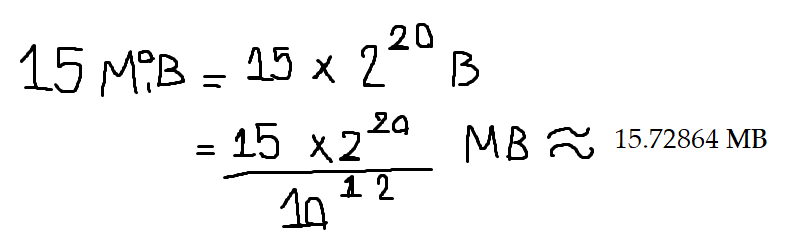 15 MiB = 15 × 2^20 B
= 15 × 2^20 / 10^12 MB ≈ 15.72864 MB